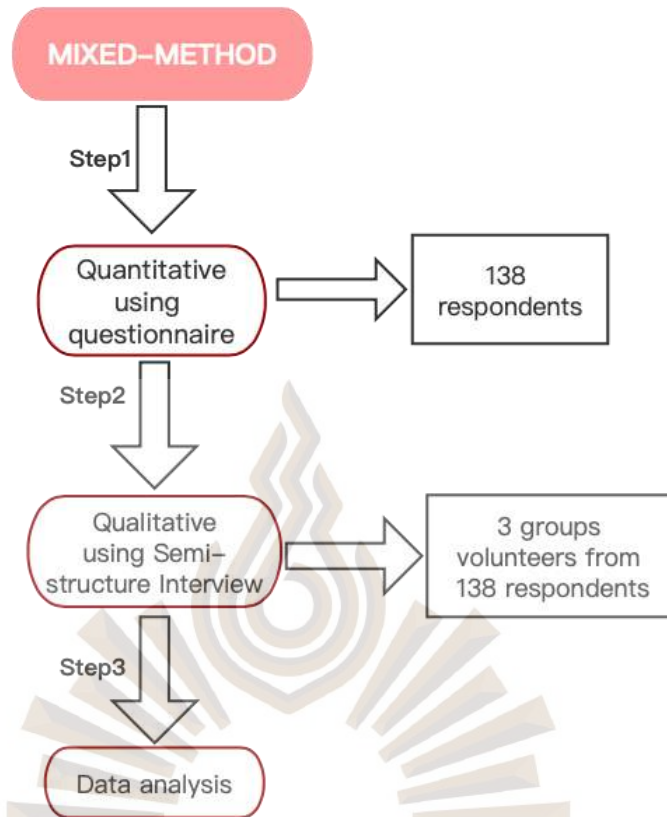 MIXED-METHOD
Step1
Quantitative
using
questionnaire
138
respondents
Step2
Qualitative
using Semi-
structure Interview
3 groups
volunteers from
138 respondents
Step3
Data analysis